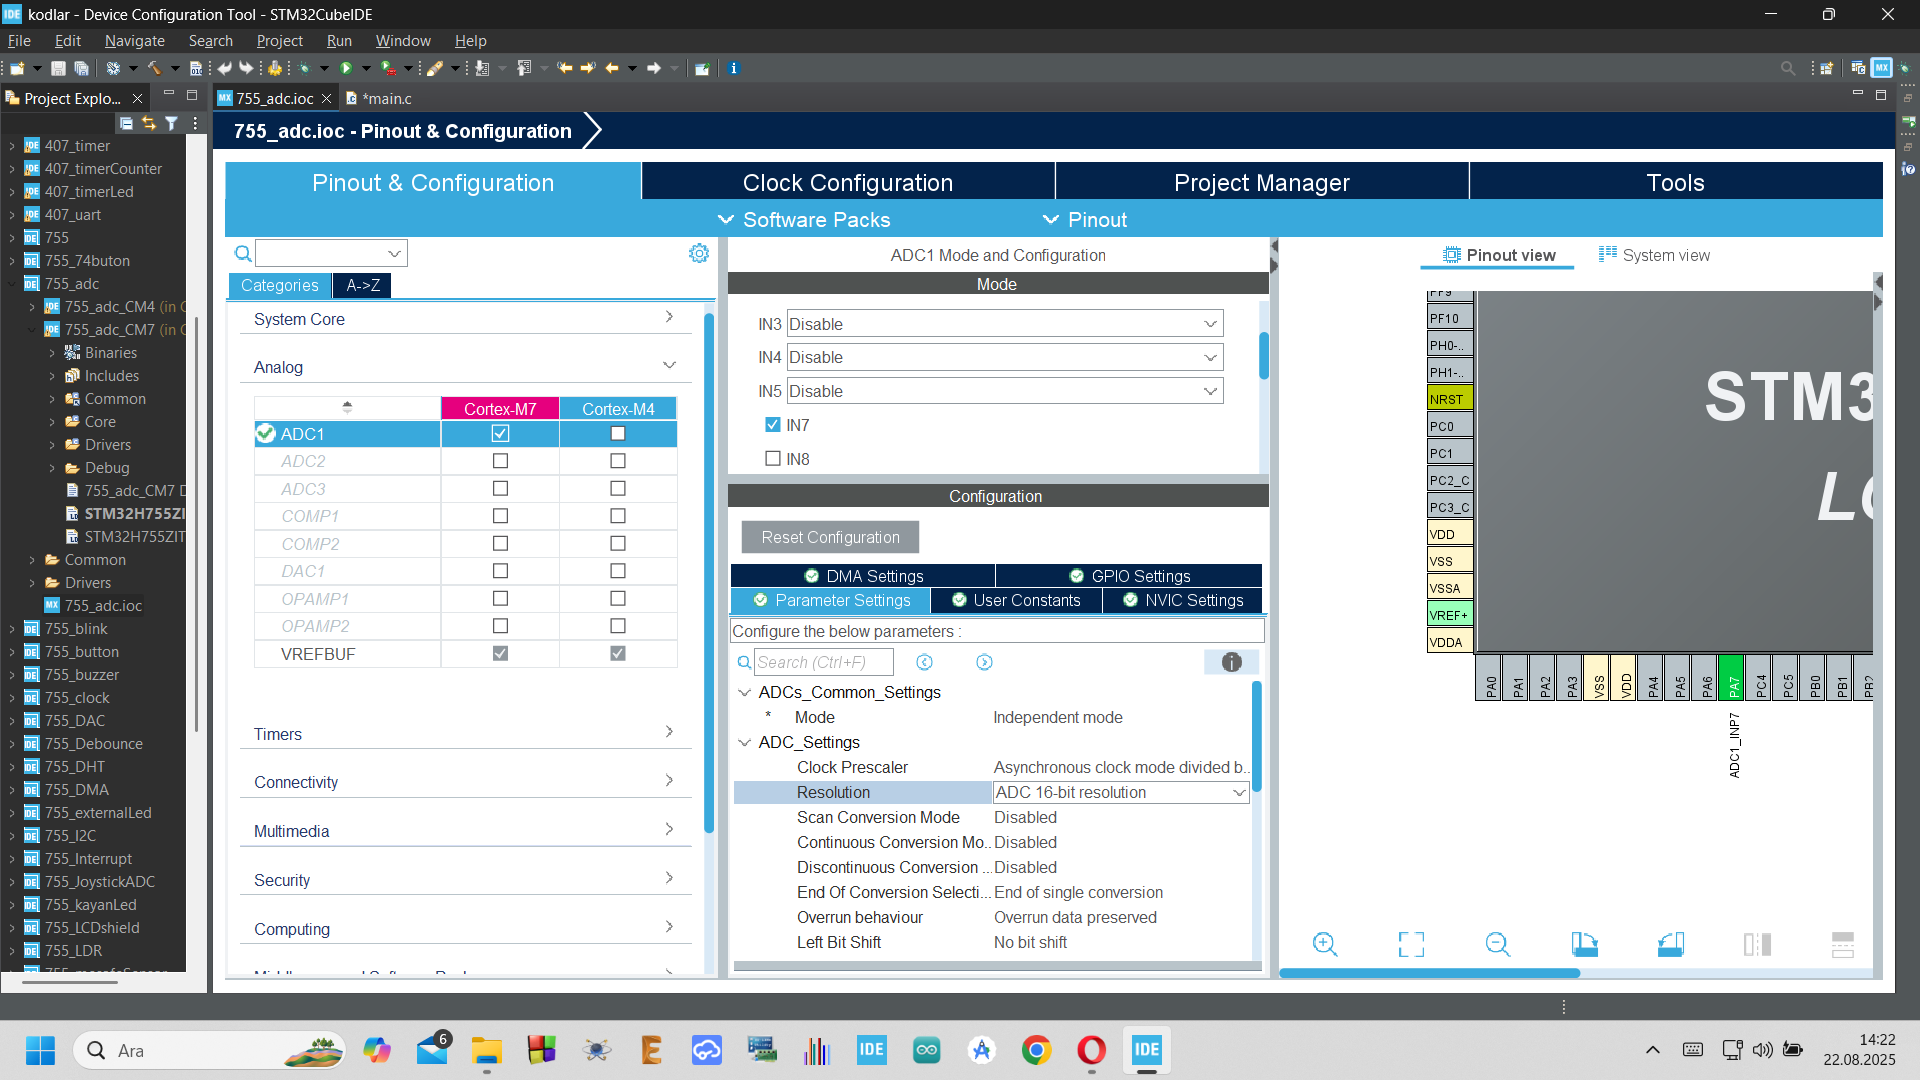 kodlar - Device Configuration Tool - STM32CubeIDE
File Edit Navigate Search Project Run Window Help
Project Explo...
755_adc.ioc
*main.c
755_adc.ioc - Pinout & Configuration
Pinout & Configuration
Clock Configuration
Project Manager
Tools
Software Packs
Pinout
407_timer
407_timerCounter
407_timerLed
407_uart
755
755_74buton
755_adc
755_adc_CM4 (in C
755_adc_CM7 (in C
Binaries
Includes
Common
Core
Drivers
Debug
755_adc_CM7 D
STM32H755ZI
STM32H755ZIT
Common
Drivers
755_adc.ioc
755_blink
755_button
755_buzzer
755_clock
755_DAC
755_Debounce
755_DHT
755_DMA
755_externalLed
755_I2C
755_Interrupt
755_JoystickADC
755_kayanLed
755_LCDshield
755_LDR
Categories
A->Z
System Core
Analog
Cortex-M7
Cortex-M4
ADC1
ADC2
ADC3
COMP1
COMP2
DAC1
OPAMP1
OPAMP2
VREFBUF
Timers
Connectivity
Multimedia
Security
Computing
ADC1 Mode and Configuration
Mode
IN3 Disable
IN4 Disable
IN5 Disable
IN7
IN8
Configuration
Reset Configuration
DMA Settings
GPIO Settings
Parameter Settings
User Constants
NVIC Settings
Configure the below parameters :
Search (Ctrl+F)
ADCs_Common_Settings
* Mode Independent mode
ADC_Settings
Clock Prescaler Asynchronous clock mode divided b...
Resolution ADC 16-bit resolution
Scan Conversion Mode Disabled
Continuous Conversion Mo... Disabled
Discontinuous Conversion ... Disabled
End Of Conversion Selecti... End of single conversion
Overrun behaviour Overrun data preserved
Left Bit Shift No bit shift
Pinout view
System view
PF9
PF10
PH0-..
PH1-..
NRST
PC0
PC1
PC2_C
PC3_C
VDD
VSS
VSSA
VREF+
VDDA
STM3
LQ
PA0
PA1
PA2
PA3
VSS
VDD
PA4
PA5
PA6
PA7
PC4
PC5
PB0
PB1
PB2
ADC1_INP7
Ara
6
IDE
IDE
14:22
22.08.2025